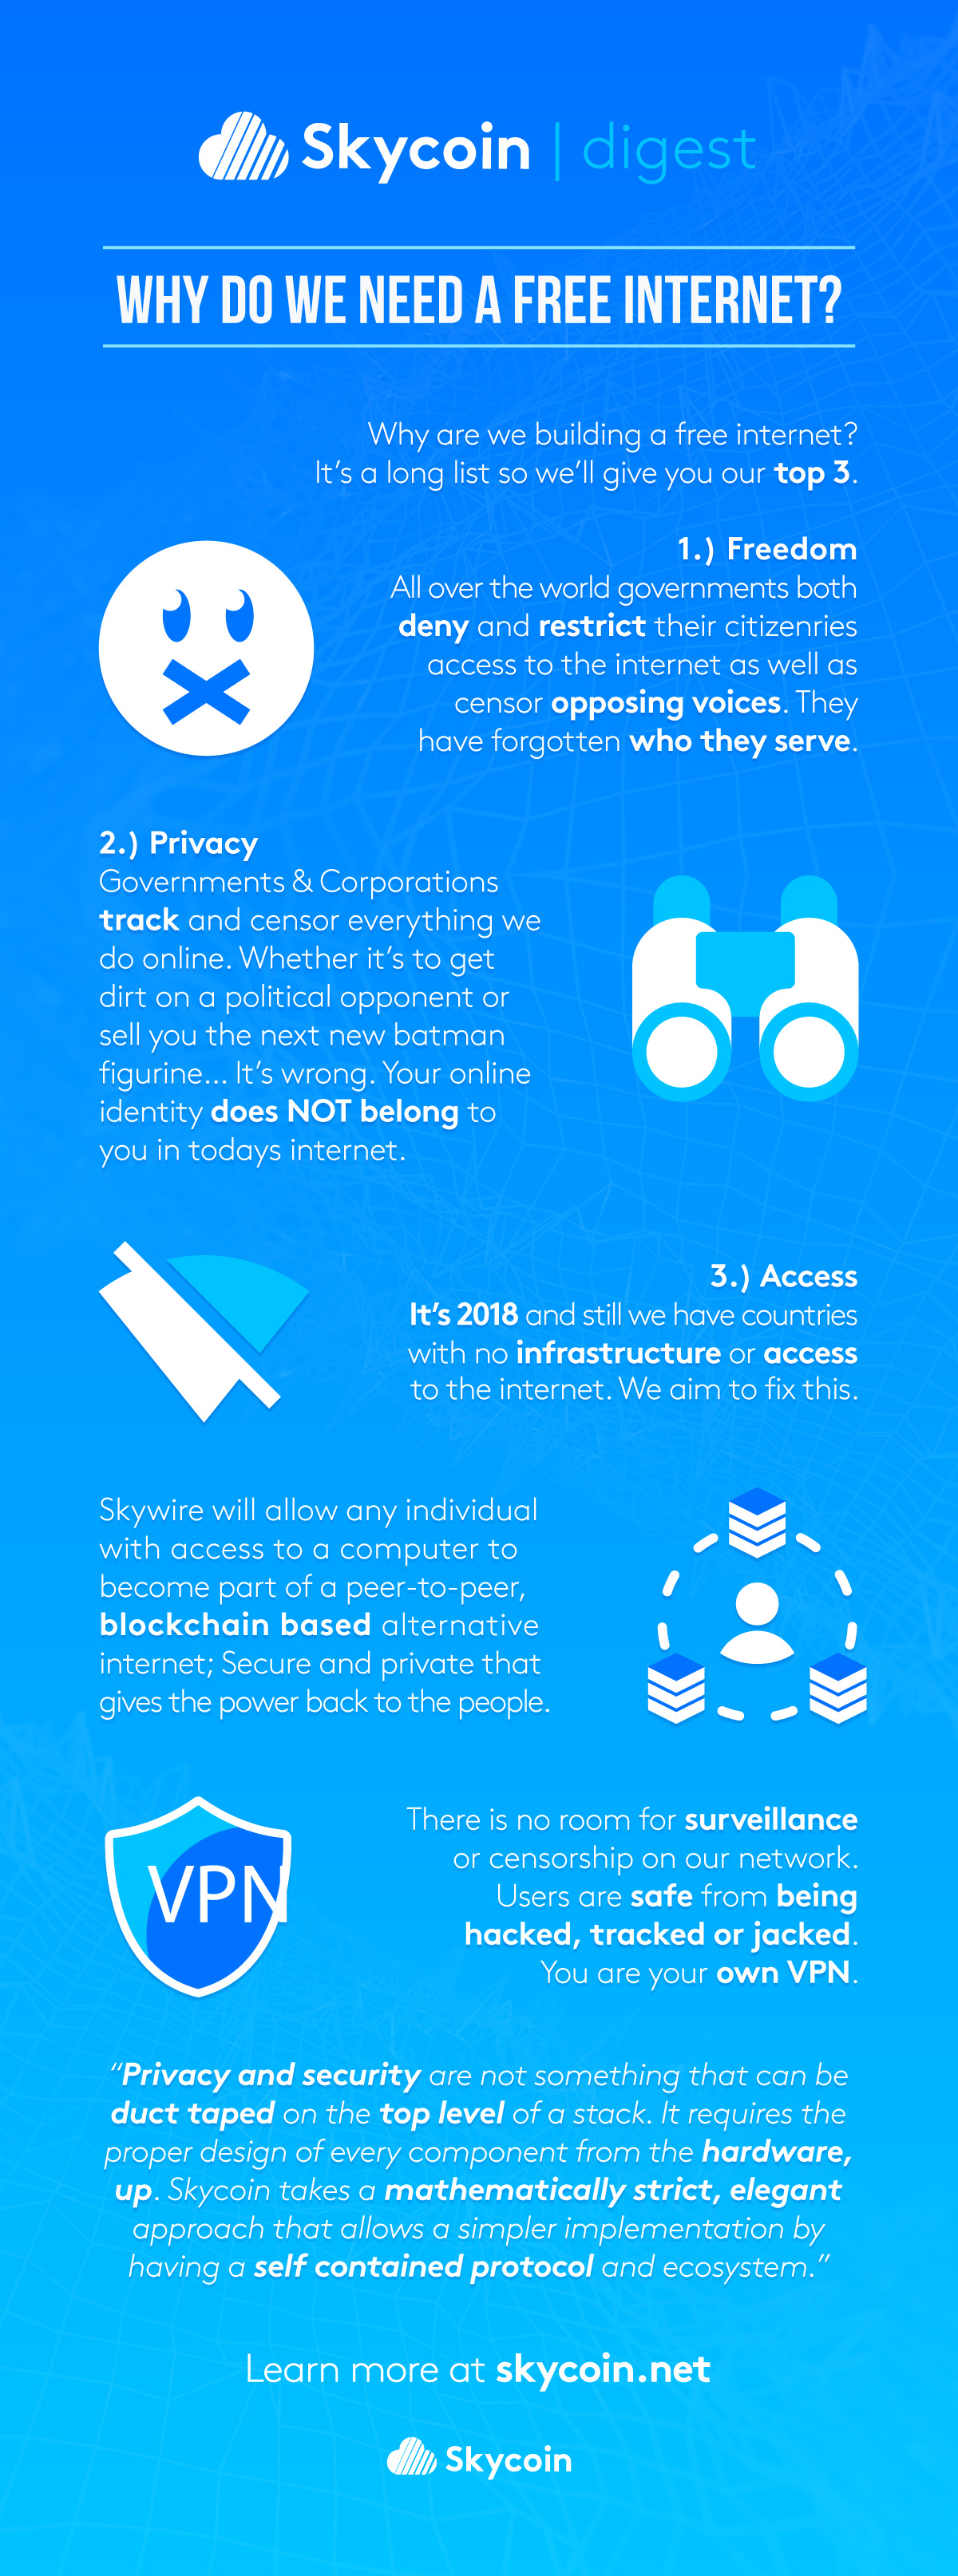 Skycoin | digest
WHY DO WE NEED A FREE INTERNET?
Why are we building a free internet?
It's a long list so we'll give you our top 3.
1.) Freedom
All over the world governments both
deny and restrict their citizenries
access to the internet as well as
censor opposing voices. They
have forgotten who they serve.
2.) Privacy
Governments & Corporations
track and censor everything we
do online. Whether it's to get
dirt on a political opponent or
sell you the next new batman
figurine... It's wrong. Your online
identity does NOT belong to
you in todays internet.
3.) Access
It's 2018 and still we have countries
with no infrastructure or access
to the internet. We aim to fix this.
Skywire will allow any individual
with access to a computer to
become part of a peer-to-peer,
blockchain based alternative
internet; Secure and private that
gives the power back to the people.
VPN
There is no room for surveillance
or censorship on our network.
Users are safe from being
hacked, tracked or jacked.
You are your own VPN.
"Privacy and security are not something that can be
duct taped on the top level of a stack. It requires the
proper design of every component from the hardware,
up. Skycoin takes a mathematically strict, elegant
approach that allows a simpler implementation by
having a self contained protocol and ecosystem."
Learn more at skycoin.net
Skycoin